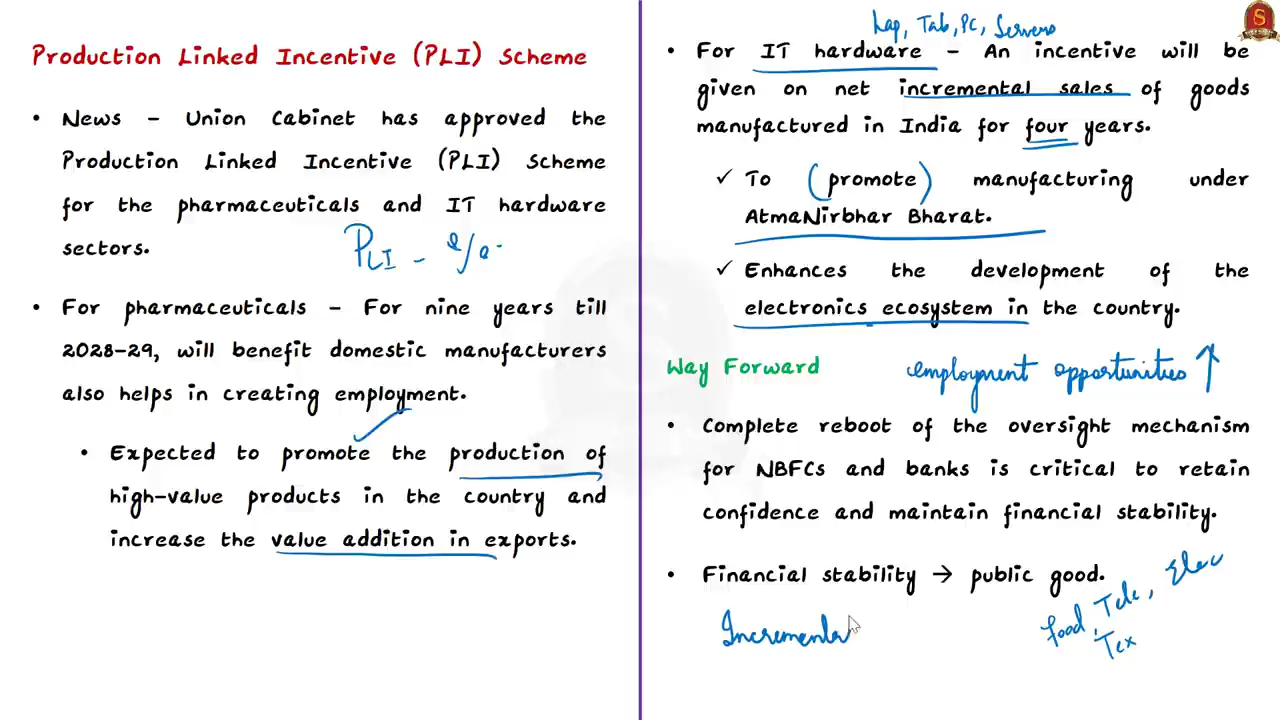 Production Linked Incentive (PLI) Scheme
• News – Union Cabinet has approved the
Production Linked Incentive (PLI) Scheme
for the pharmaceuticals and IT hardware
sectors.
PLI –
• For pharmaceuticals – For nine years till
2028-29, will benefit domestic manufacturers
also helps in creating employment.
• Expected to promote the production of
high-value products in the country and
increase the value addition in exports.
Lap, Tab, PC, Servers
• For IT hardware – An incentive will be
given on net incremental sales of goods
manufactured in India for four years.
✓ To (promote) manufacturing under
AtmaNirbhar Bharat.
✓ Enhances the development of the
electronics ecosystem in the country.
Way Forward
employment opportunities ↑
• Complete reboot of the oversight mechanism
for NBFCs and banks is critical to retain
confidence and maintain financial stability.
• Financial stability → public good.
Food, Tele, Elec
Tex
Incremental